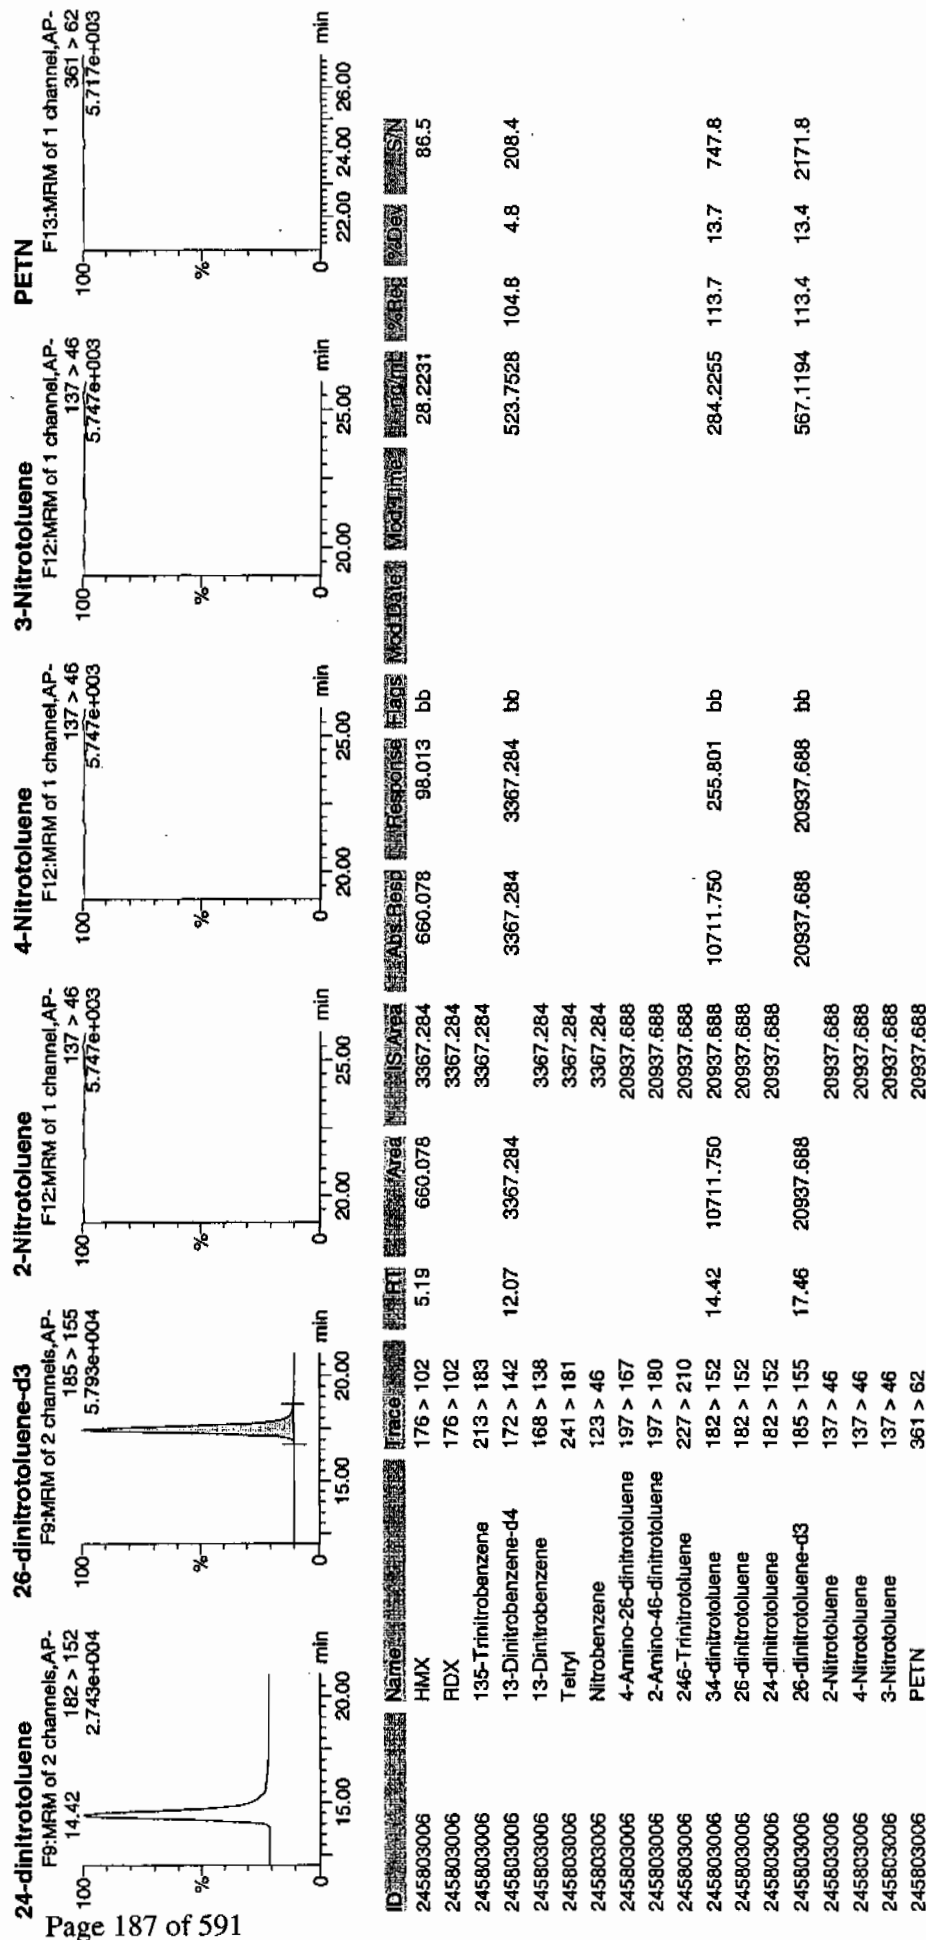 24-dinitrotoluene
F9:MRM of 2 channels,AP-
14.42 182 > 152
2.743e+004
100
%
0
15.00 20.00 min
26-dinitrotoluene-d3
F9:MRM of 2 channels,AP-
185 > 155
5.793e+004
100
%
0
15.00 20.00 min
2-Nitrotoluene
F12:MRM of 1 channel,AP-
137 > 46
5.747e+003
100
%
0
20.00 25.00 min
4-Nitrotoluene
F12:MRM of 1 channel,AP-
137 > 46
5.747e+003
100
%
0
20.00 25.00 min
3-Nitrotoluene
F12:MRM of 1 channel,AP-
137 > 46
5.747e+003
100
%
0
20.00 25.00 min
PETN
F13:MRM of 1 channel,AP-
361 > 62
5.717e+003
100
%
0
22.00 24.00 26.00 min
ID Name Trace RT Area IS Area Abs.Resp Response Flags Mod.Date Mod.Time ng/mL %Rec %Dev S/N
245803006 HMX 176 > 102 5.19 660.078 3367.284 660.078 98.013 bb 28.2231 86.5
245803006 RDX 176 > 102 3367.284
245803006 135-Trinitrobenzene 213 > 183 3367.284
245803006 13-Dinitrobenzene-d4 172 > 142 12.07 3367.284 3367.284 3367.284 bb 523.7528 104.8 4.8 208.4
245803006 13-Dinitrobenzene 168 > 138 3367.284
245803006 Tetryl 241 > 181 3367.284
245803006 Nitrobenzene 123 > 46 3367.284
245803006 4-Amino-26-dinitrotoluene 197 > 167 20937.688
245803006 2-Amino-46-dinitrotoluene 197 > 180 20937.688
245803006 246-Trinitrotoluene 227 > 210 20937.688
245803006 34-dinitrotoluene 182 > 152 14.42 10711.750 20937.688 10711.750 255.801 bb 284.2255 113.7 13.7 747.8
245803006 26-dinitrotoluene 182 > 152 20937.688
245803006 24-dinitrotoluene 182 > 152 20937.688
245803006 26-dinitrotoluene-d3 185 > 155 17.46 20937.688 20937.688 20937.688 bb 567.1194 113.4 13.4 2171.8
245803006 2-Nitrotoluene 137 > 46 20937.688
245803006 4-Nitrotoluene 137 > 46 20937.688
245803006 3-Nitrotoluene 137 > 46 20937.688
245803006 PETN 361 > 62 20937.688
Page 187 of 591